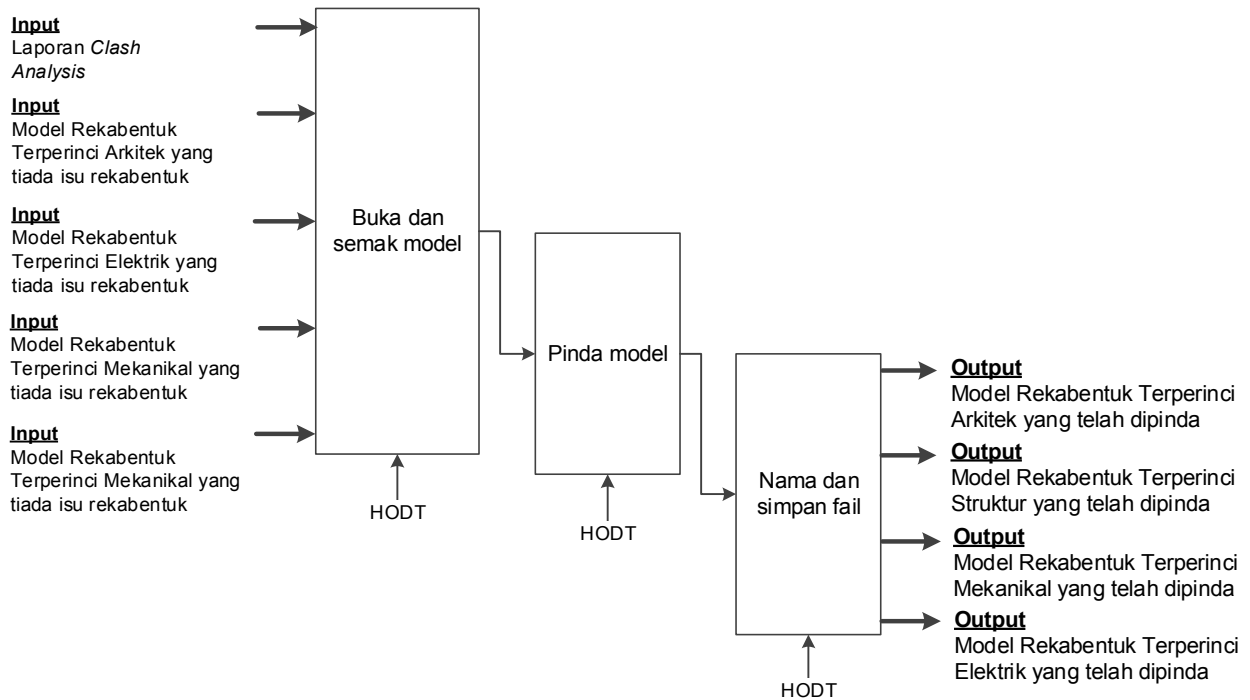 Input
Laporan Clash
Analysis
Input
Model Rekabentuk
Terperinci Arkitek yang
tiada isu rekabentuk
Input
Model Rekabentuk
Terperinci Elektrik yang
tiada isu rekabentuk
Input
Model Rekabentuk
Terperinci Mekanikal yang
tiada isu rekabentuk
Input
Model Rekabentuk
Terperinci Mekanikal yang
tiada isu rekabentuk
Buka dan
semak model
HODT
Pinda model
HODT
Nama dan
simpan fail
HODT
Output
Model Rekabentuk Terperinci
Arkitek yang telah dipinda
Output
Model Rekabentuk Terperinci
Struktur yang telah dipinda
Output
Model Rekabentuk Terperinci
Mekanikal yang telah dipinda
Output
Model Rekabentuk Terperinci
Elektrik yang telah dipinda